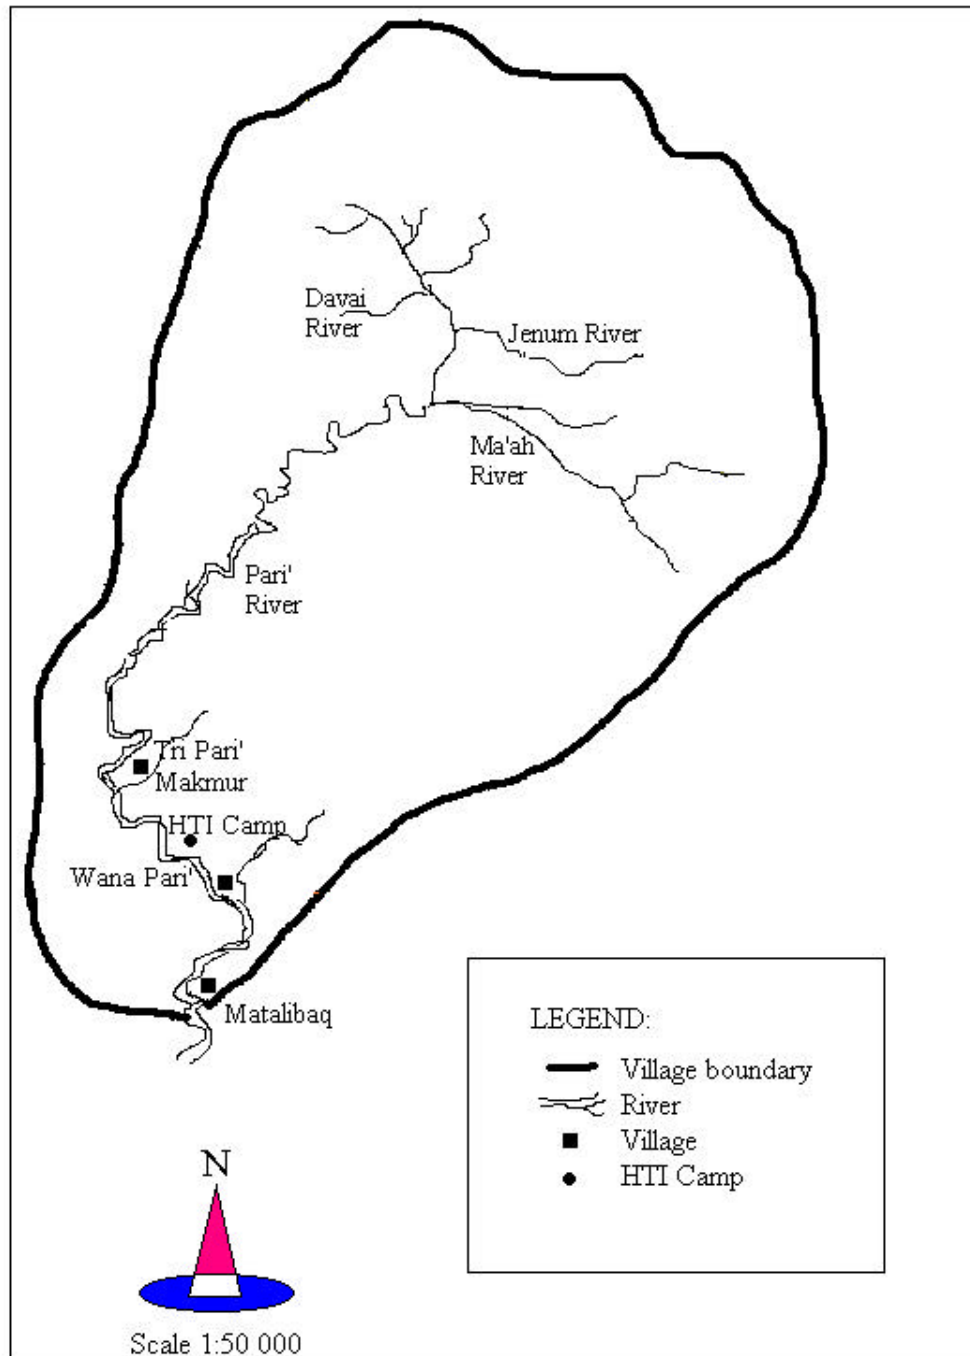 Davai
River
Jenum River
Ma'ah
River
Pari'
River
Tri Pari'
Makmur
HTI Camp
Wana Pari'
Matalibaq
LEGEND:
Village boundary
River
Village
HTI Camp
N
Scale 1:50 000